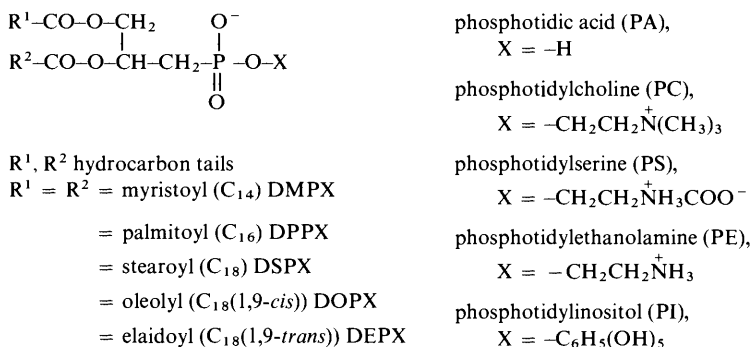 R¹–CO–O–CH₂
R²–CO–O–CH–CH₂–P–O–X
O⁻
O
R¹, R² hydrocarbon tails
R¹ = R² = myristoyl (C₁₄) DMPX
= palmitoyl (C₁₆) DPPX
= stearoyl (C₁₈) DSPX
= oleolyl (C₁₈(1,9-cis)) DOPX
= elaidoyl (C₁₈(1,9-trans)) DEPX
phosphotidic acid (PA),
X = –H
phosphotidylcholine (PC),
X = –CH₂CH₂N⁺(CH₃)₃
phosphotidylserine (PS),
X = –CH₂CH₂N⁺H₃COO⁻
phosphotidylethanolamine (PE),
X = –CH₂CH₂N⁺H₃
phosphotidylinositol (PI),
X = –C₆H₅(OH)₅